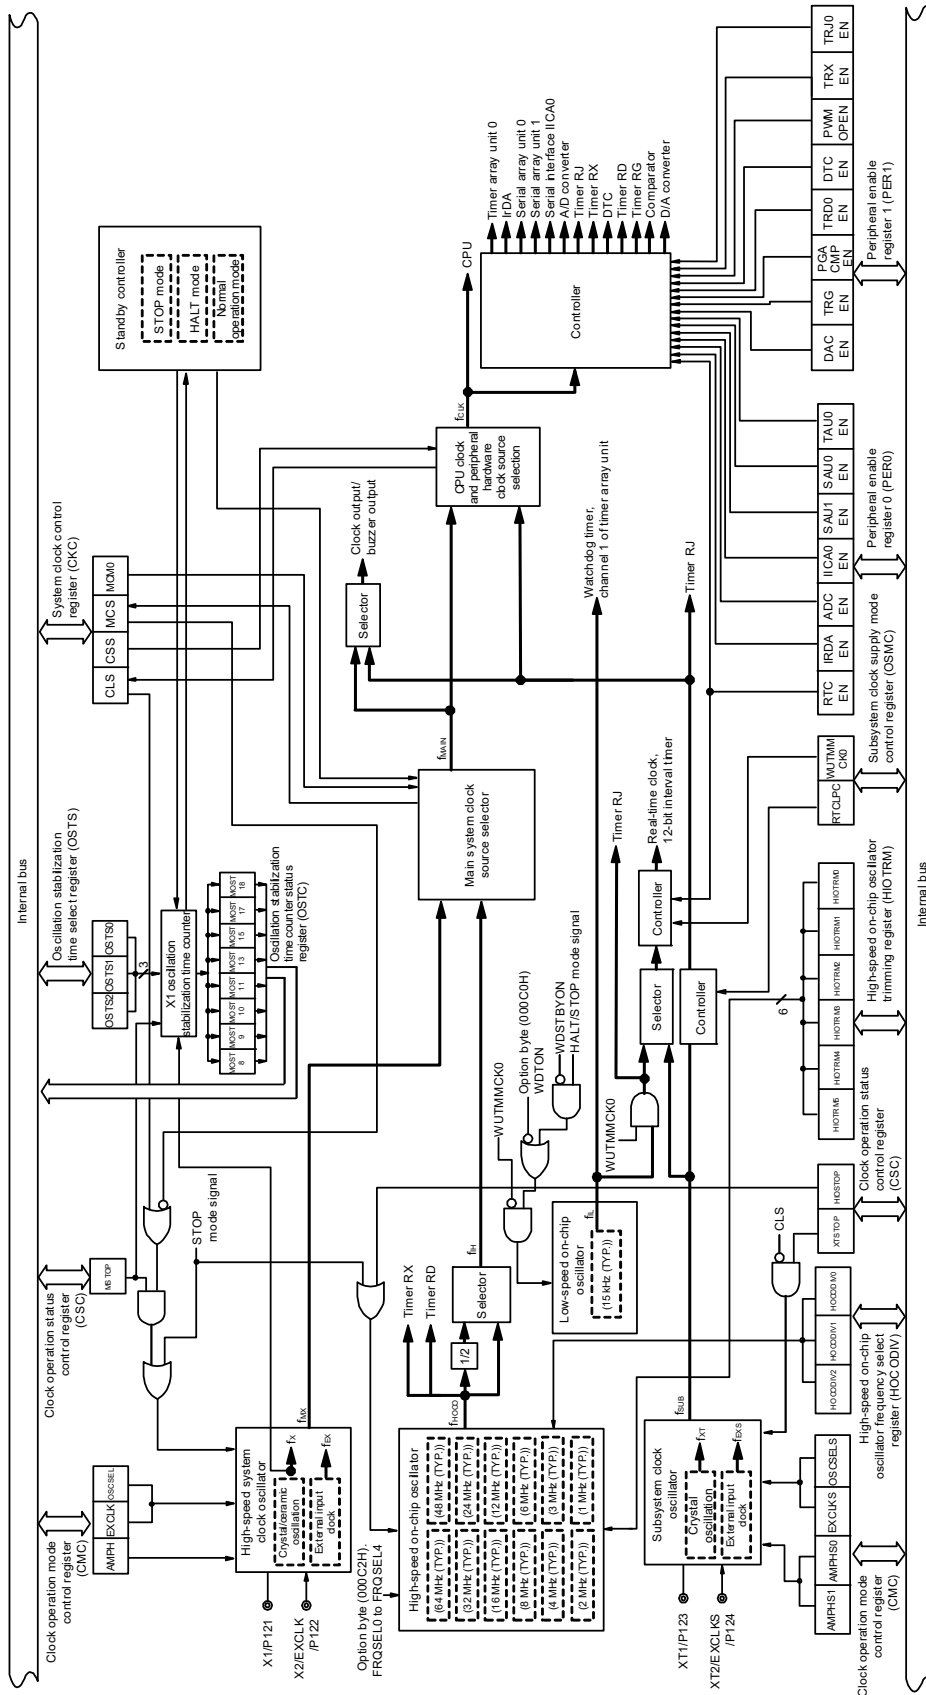 Internal bus
Clock operation mode
control register
(CMC)
AMPH
EXCLK
OSCSEL
Clock operation status
control register
(CSC)
MSTOP
Oscillation stabilization
time select register (OSTS)
OSTS2
OSTS1
OSTS0
3
System clock control
register (CKC)
CLS
CSS
MCS
MCM0
Standby controller
STOP mode
HALT mode
Normal
operation mode
X1 oscillation
stabilization time counter
MOST
8
MOST
9
MOST
10
MOST
11
MOST
13
MOST
15
MOST
17
MOST
18
Oscillation stabilization
time counter status
register (OSTC)
STOP
mode signal
X1/P121
X2/EXCLK
/P122
High-speed system
clock oscillator
Crystal/ceramic
oscillation
External input
clock
fX
fEX
fMX
Option byte (000C2H).
FRQSEL0 to FRQSEL4
High-speed on-chip oscillator
(64 MHz (TYP.))
(48 MHz (TYP.))
(32 MHz (TYP.))
(24 MHz (TYP.))
(16 MHz (TYP.))
(12 MHz (TYP.))
(8 MHz (TYP.))
(6 MHz (TYP.))
(4 MHz (TYP.))
(3 MHz (TYP.))
(2 MHz (TYP.))
(1 MHz (TYP.))
fHOCO
Timer RX
Timer RD
1/2
Selector
fIH
Main system clock
source selector
fMAIN
Selector
Clock output/
buzzer output
CPU clock
and peripheral
hardware
clock source
selection
fCLK
CPU
Controller
Timer array unit 0
IrDA
Serial array unit 0
Serial array unit 1
Serial interface IICA0
A/D converter
Timer RJ
Timer RX
DTC
Timer RD
Timer RG
Comparator
D/A converter
WUTMMCK0
Option byte (000C0H)
WDTON
WDSTBYON
HALT/STOP mode signal
Low-speed on-chip
oscillator
(15 kHz (TYP.))
fIL
Watchdog timer,
channel 1 of timer array unit
WUTMMCK0
Timer RJ
Selector
Controller
Real-time clock,
12-bit interval timer
Controller
Timer RJ
XT1/P123
XT2/EXCLKS
/P124
Subsystem clock
oscillator
Crystal
oscillation
External input
clock
fXT
fEXS
fSUB
CLS
6
AMPHS1
AMPHS0
EXCLKS
OSCSELS
Clock operation mode
control register
(CMC)
HOCODIV2
HOCODIV1
HOCODIV0
High-speed on-chip
oscillator frequency select
register (HOCODIV)
XTSTOP
HIOSTOP
Clock operation status
control register
(CSC)
HIOTRM5
HIOTRM4
HIOTRM3
HIOTRM2
HIOTRM1
HIOTRM0
High-speed on-chip oscillator
trimming register (HIOTRM)
RTCLPC
WUTMM
CK0
Subsystem clock supply mode
control register (OSMC)
RTC
EN
IRDA
EN
ADC
EN
IICA0
EN
SAU1
EN
SAU0
EN
TAU0
EN
Peripheral enable
register 0 (PER0)
DAC
EN
TRG
EN
PGA
CMP
EN
TRD0
EN
DTC
EN
PWM
OPEN
TRX
EN
TRJ0
EN
Peripheral enable
register 1 (PER1)
Internal bus